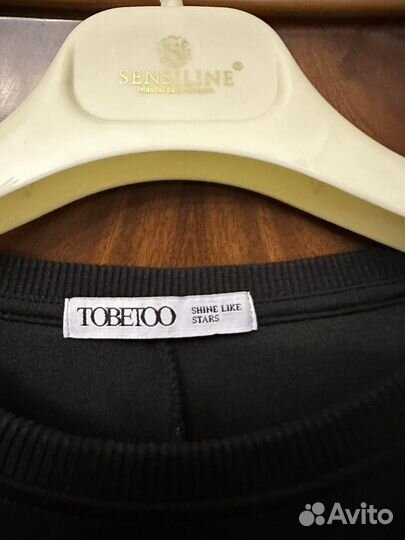 SENSILINE®
TOBETOO
SHINE LIKE
STARS
Avito